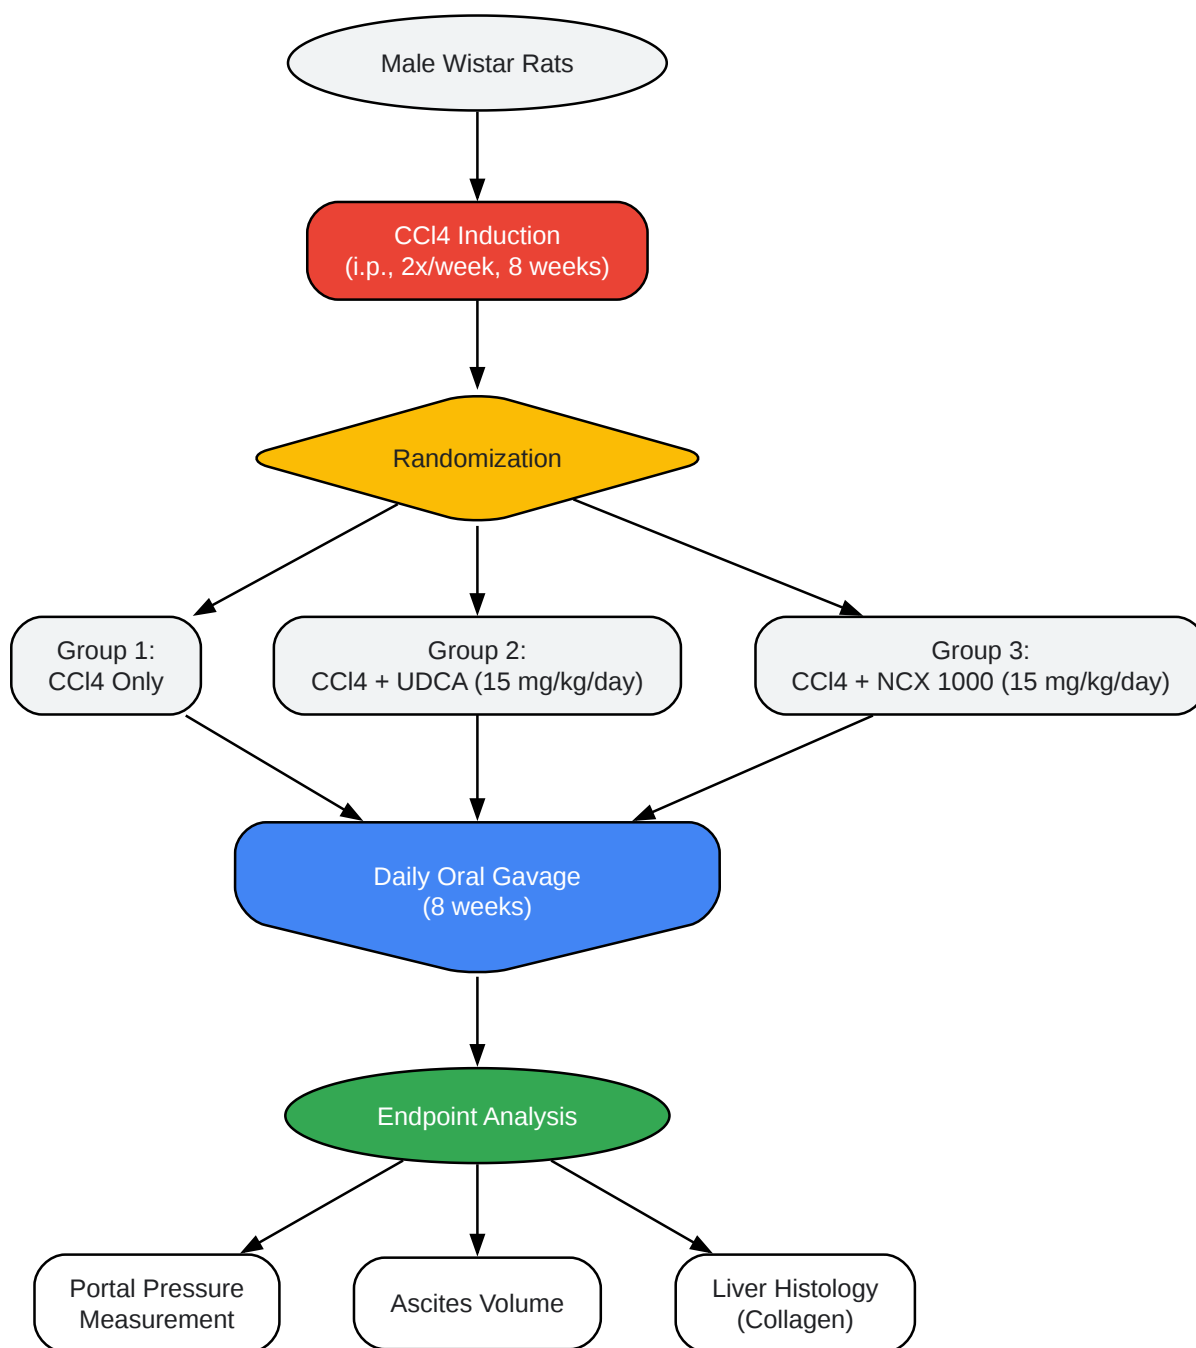 Male Wistar Rats
CCl4 Induction
(i.p., 2x/week, 8 weeks)
Randomization
Group 1:
CCl4 Only
Group 2:
CCl4 + UDCA (15 mg/kg/day)
Group 3:
CCl4 + NCX 1000 (15 mg/kg/day)
Daily Oral Gavage
(8 weeks)
Endpoint Analysis
Portal Pressure
Measurement
Ascites Volume
Liver Histology
(Collagen)